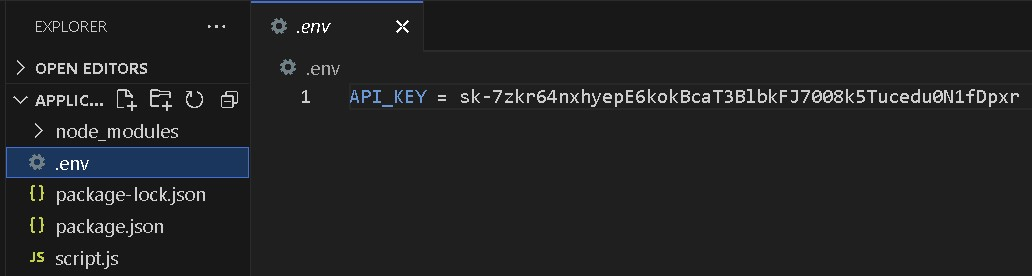 EXPLORER
OPEN EDITORS
APPLIC...
node_modules
.env
package-lock.json
package.json
script.js
.env
.env
1 API_KEY = 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